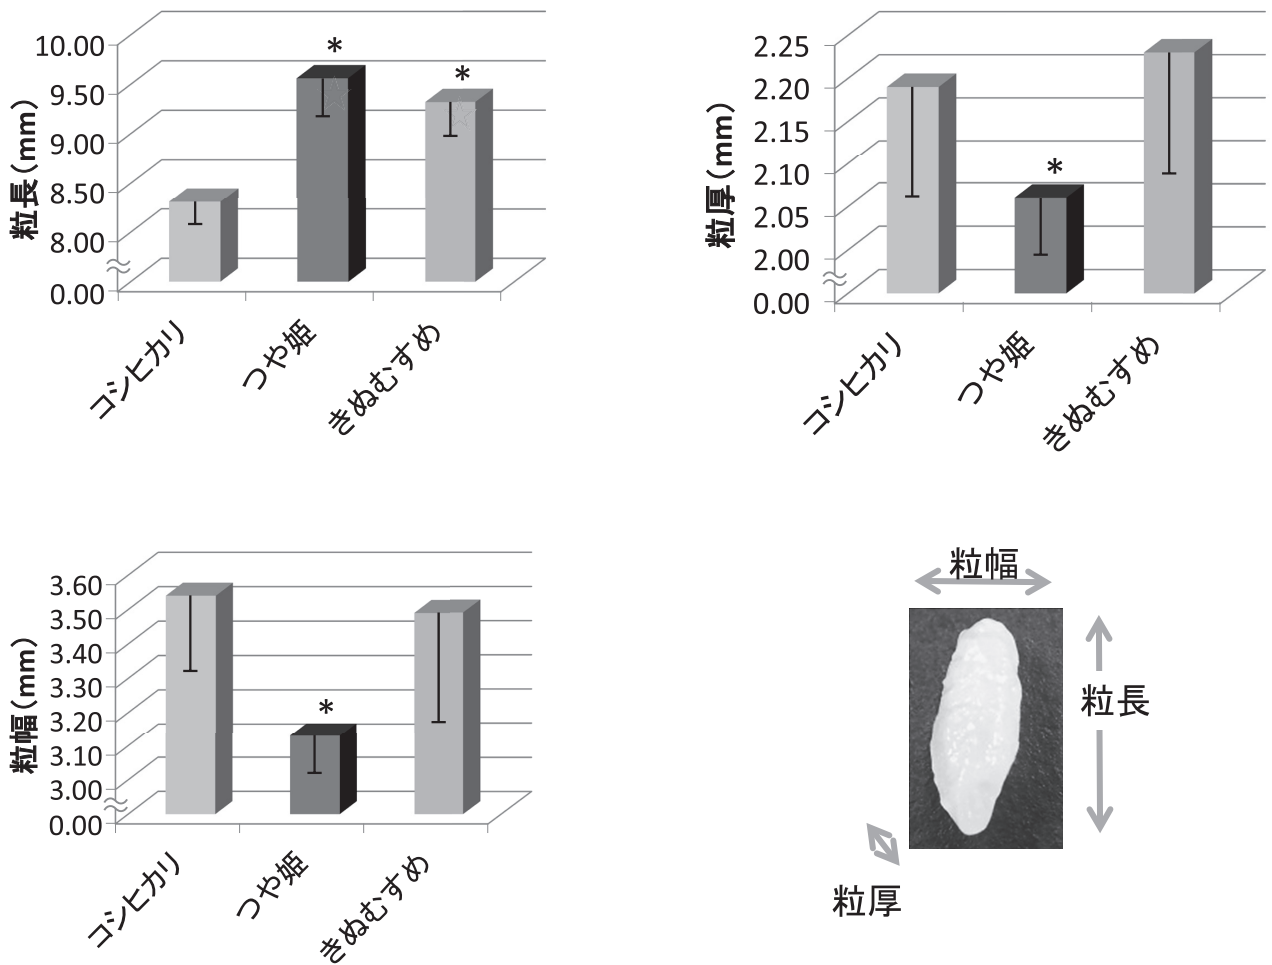 粒長(mm)
10.00
9.50
9.00
8.50
8.00
0.00
*
*
コシヒカリ
つや姫
きぬむすめ
粒厚(mm)
2.25
2.20
2.15
2.10
2.05
2.00
0.00
*
コシヒカリ
つや姫
きぬむすめ
粒幅(mm)
3.60
3.50
3.40
3.30
3.20
3.10
3.00
0.00
*
コシヒカリ
つや姫
きぬむすめ
粒幅
粒長
粒厚